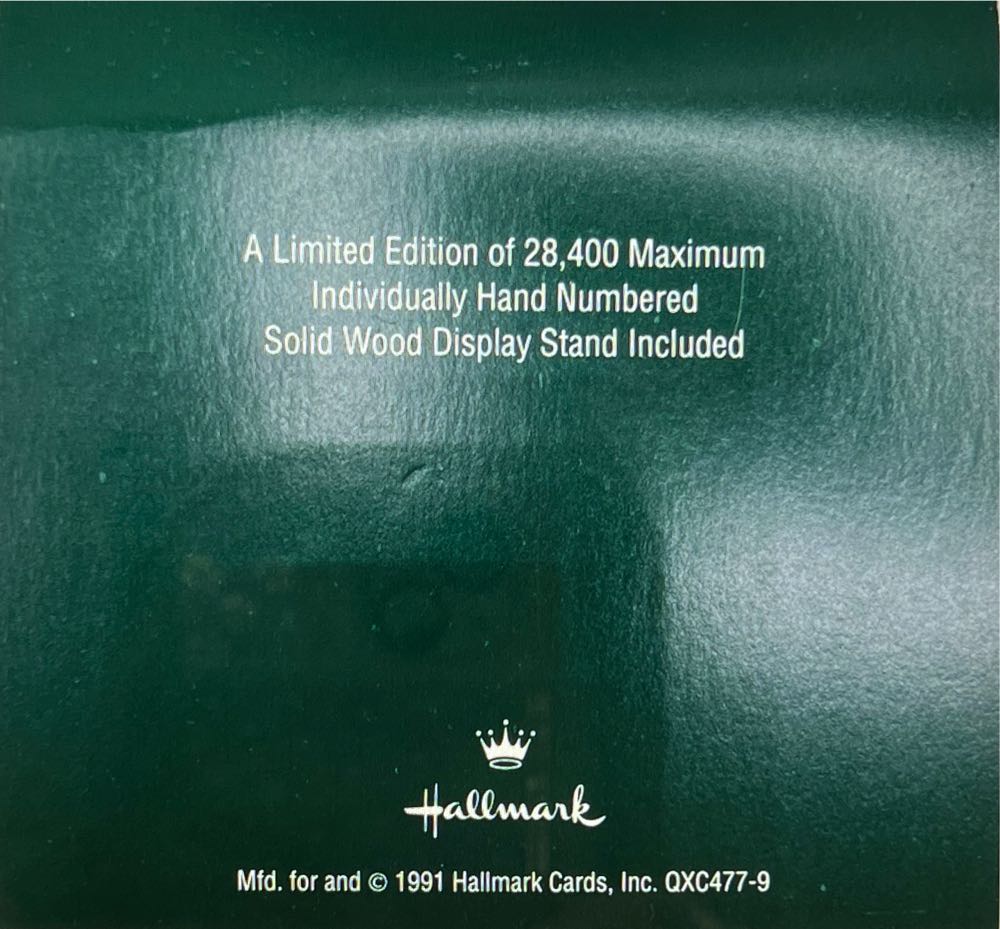 A Limited Edition of 28,400 Maximum
Individually Hand Numbered
Solid Wood Display Stand Included
Hallmark
Mfd. for and © 1991 Hallmark Cards, Inc. QXC477-9